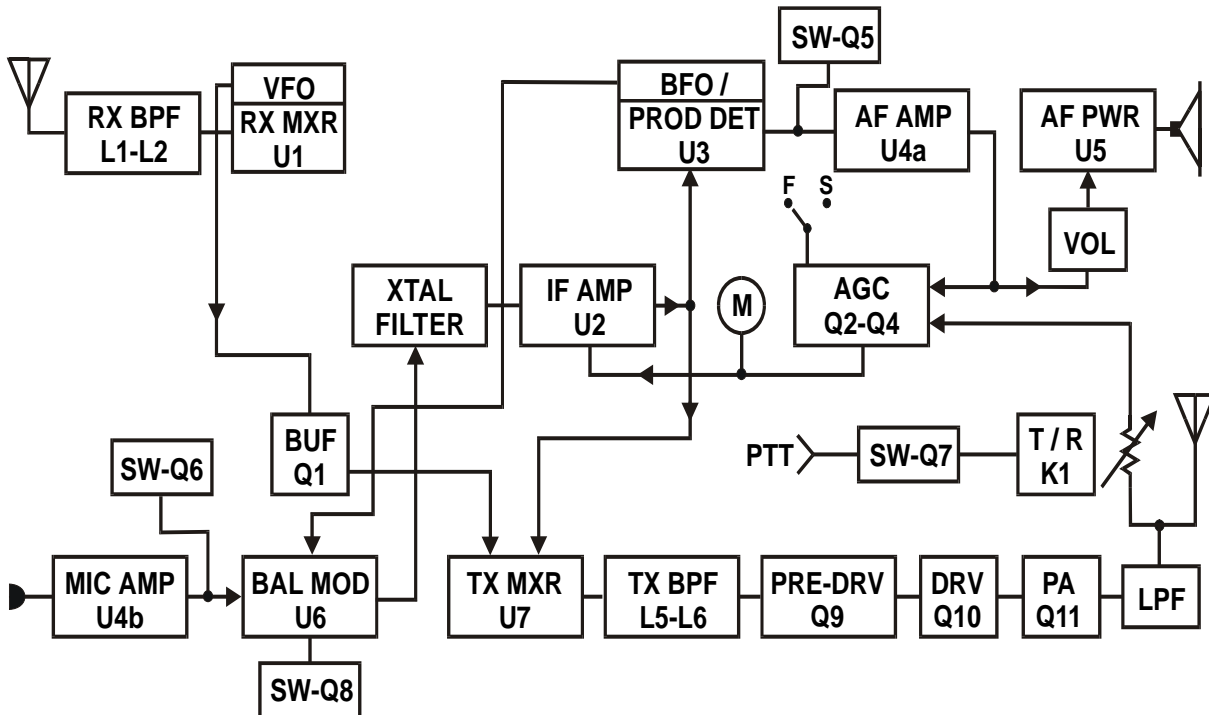 SW-Q5
VFO
RX MXR
U1
RX BPF
L1-L2
BFO /
PROD DET
U3
AF AMP
U4a
AF PWR
U5
F S
VOL
XTAL
FILTER
IF AMP
U2
M
AGC
Q2-Q4
BUF
Q1
SW-Q6
PTT
SW-Q7
T / R
K1
MIC AMP
U4b
BAL MOD
U6
TX MXR
U7
TX BPF
L5-L6
PRE-DRV
Q9
DRV
Q10
PA
Q11
LPF
SW-Q8